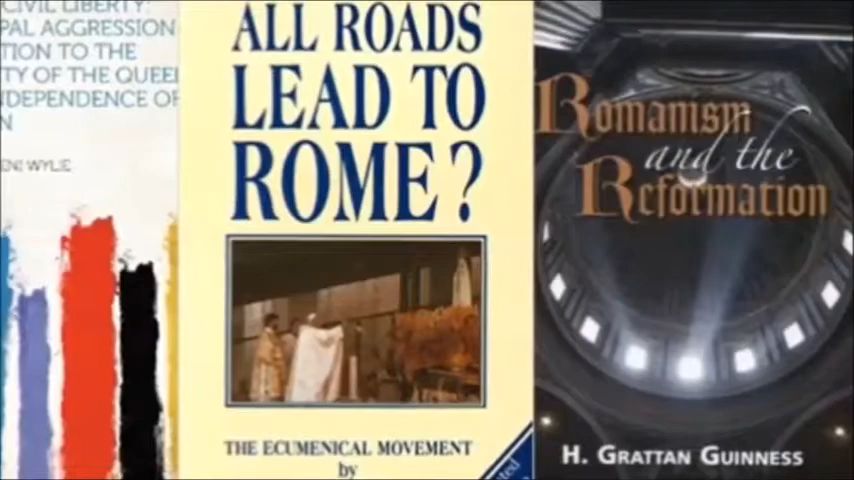 CIVIL LIBERTY:
PAL AGGRESSION
TION TO THE
TY OF THE QUEE
NDEPENDENCE OF
N
ENI WYLIE
ALL ROADS
LEAD TO
ROME?
THE ECUMENICAL MOVEMENT
by
Romanism
and the
Reformation
H. GRATTAN GUINNESS